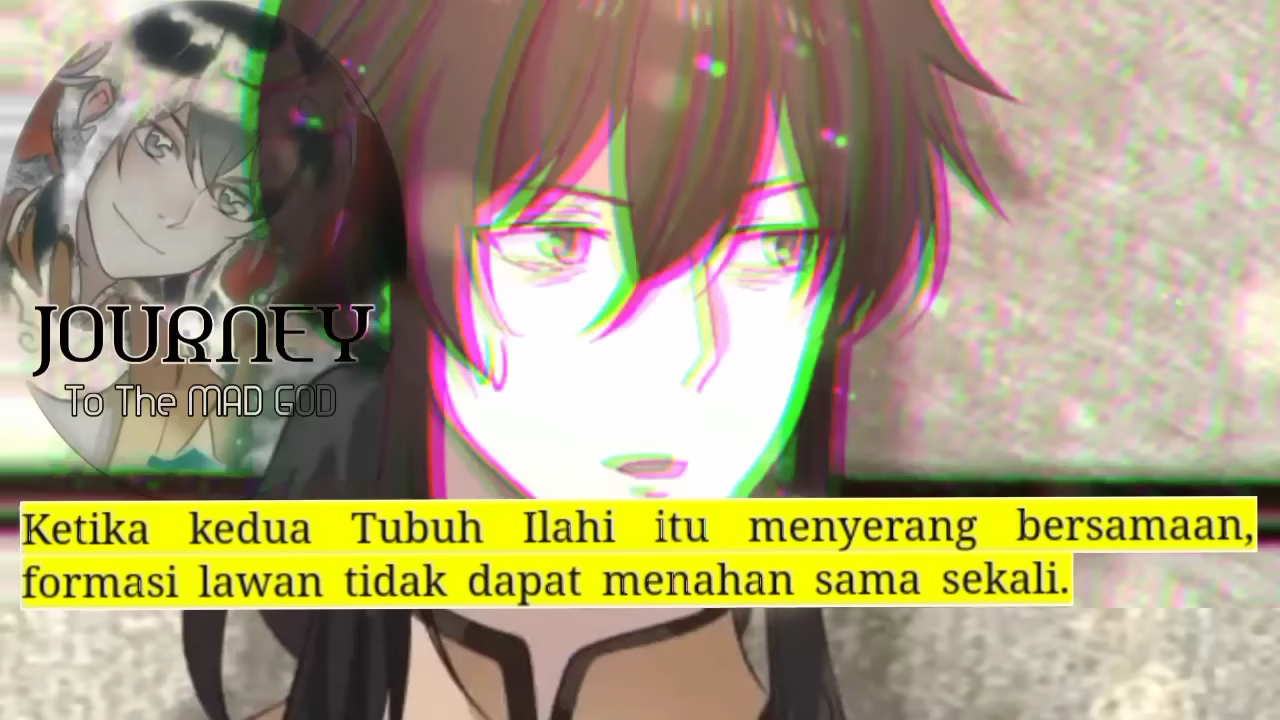 JOURNEY
To The MAD GOD
Ketika kedua Tubuh Ilahi itu menyerang bersamaan,
formasi lawan tidak dapat menahan sama sekali.